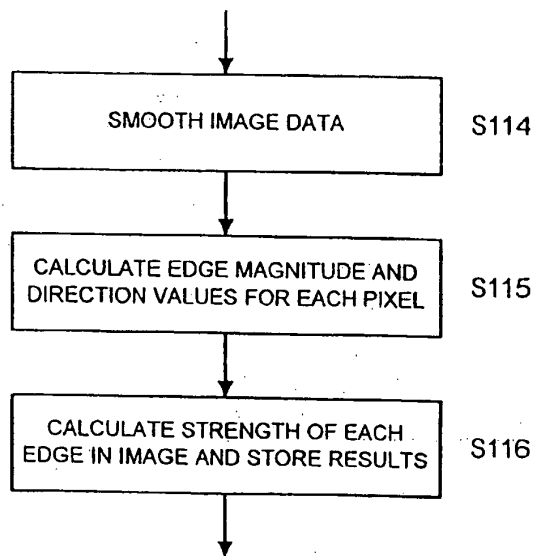 SMOOTH IMAGE DATA
S114
CALCULATE EDGE MAGNITUDE AND
DIRECTION VALUES FOR EACH PIXEL
S115
CALCULATE STRENGTH OF EACH
EDGE IN IMAGE AND STORE RESULTS
S116